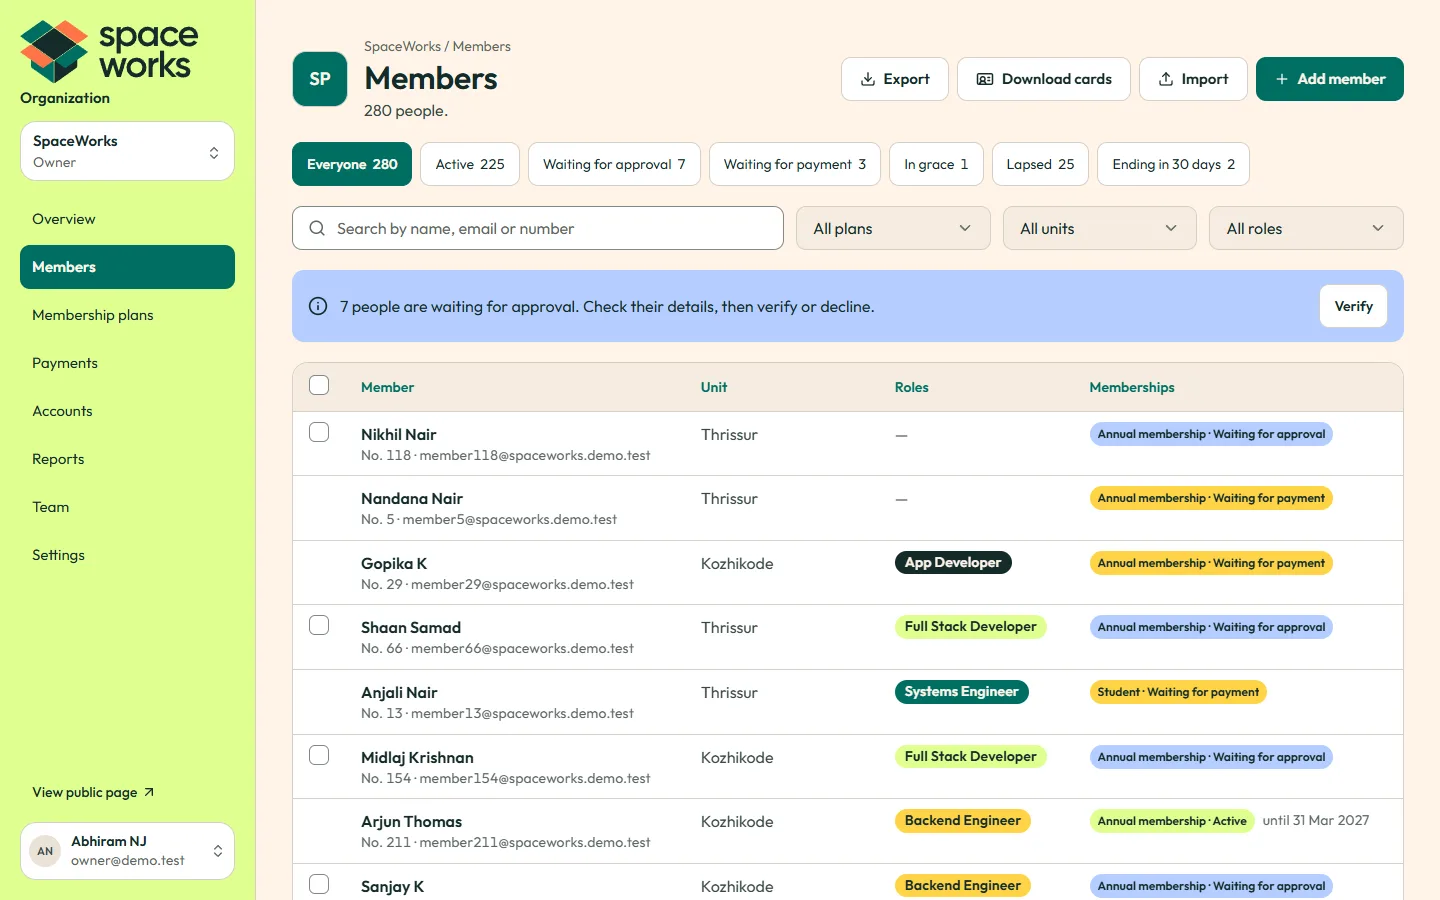 space
works
Organization
SpaceWorks
Owner
Overview
Members
Membership plans
Payments
Accounts
Reports
Team
Settings
View public page
AN
Abhiram NJ
owner@demo.test
SP
SpaceWorks / Members
Members
280 people.
Export
Download cards
Import
Add member
Everyone 280
Active 225
Waiting for approval 7
Waiting for payment 3
In grace 1
Lapsed 25
Ending in 30 days 2
Search by name, email or number
All plans
All units
All roles
7 people are waiting for approval. Check their details, then verify or decline.
Verify
Member Unit Roles Memberships
Nikhil Nair Thrissur — Annual membership · Waiting for approval
No. 118 · member118@spaceworks.demo.test
Nandana Nair Thrissur — Annual membership · Waiting for payment
No. 5 · member5@spaceworks.demo.test
Gopika K Kozhikode App Developer Annual membership · Waiting for payment
No. 29 · member29@spaceworks.demo.test
Shaan Samad Thrissur Full Stack Developer Annual membership · Waiting for approval
No. 66 · member66@spaceworks.demo.test
Anjali Nair Thrissur Systems Engineer Student · Waiting for payment
No. 13 · member13@spaceworks.demo.test
Midlaj Krishnan Kozhikode Full Stack Developer Annual membership · Waiting for approval
No. 154 · member154@spaceworks.demo.test
Arjun Thomas Kozhikode Backend Engineer Annual membership · Active until 31 Mar 2027
No. 211 · member211@spaceworks.demo.test
Sanjay K Kozhikode Backend Engineer Annual membership · Waiting for approval